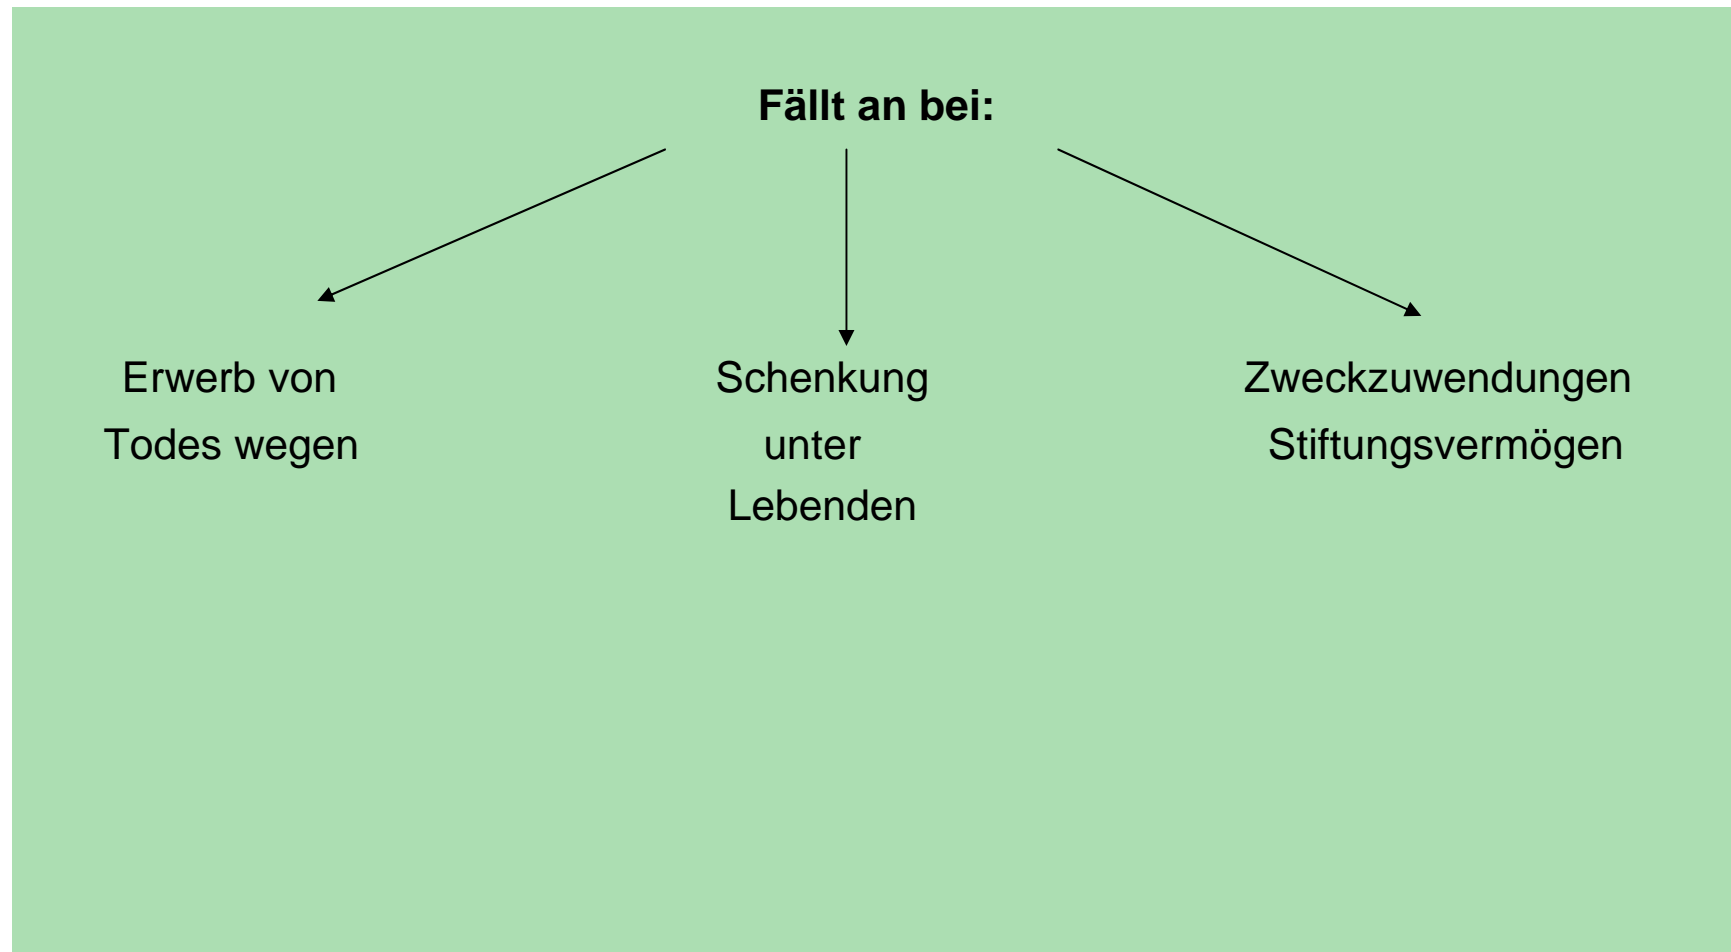 Fällt an bei:
Erwerb von
Todes wegen
Schenkung
unter
Lebenden
Zweckzuwendungen
Stiftungsvermögen